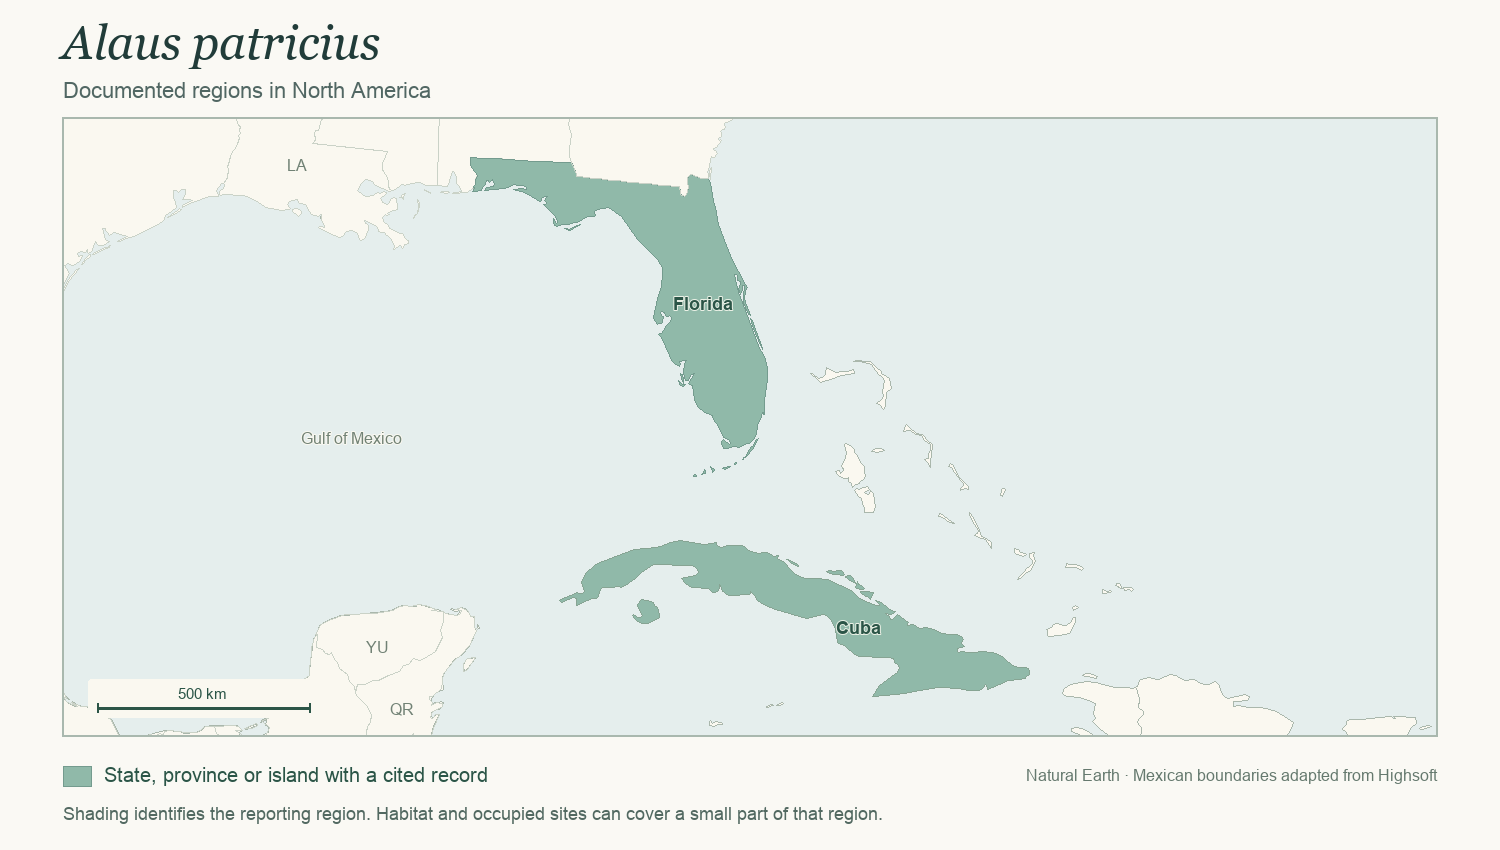 Alaus patricius
Documented regions in North America
LA
Florida
Gulf of Mexico
Cuba
YU
500 km
QR
State, province or island with a cited record
Natural Earth · Mexican boundaries adapted from Highsoft
Shading identifies the reporting region. Habitat and occupied sites can cover a small part of that region.